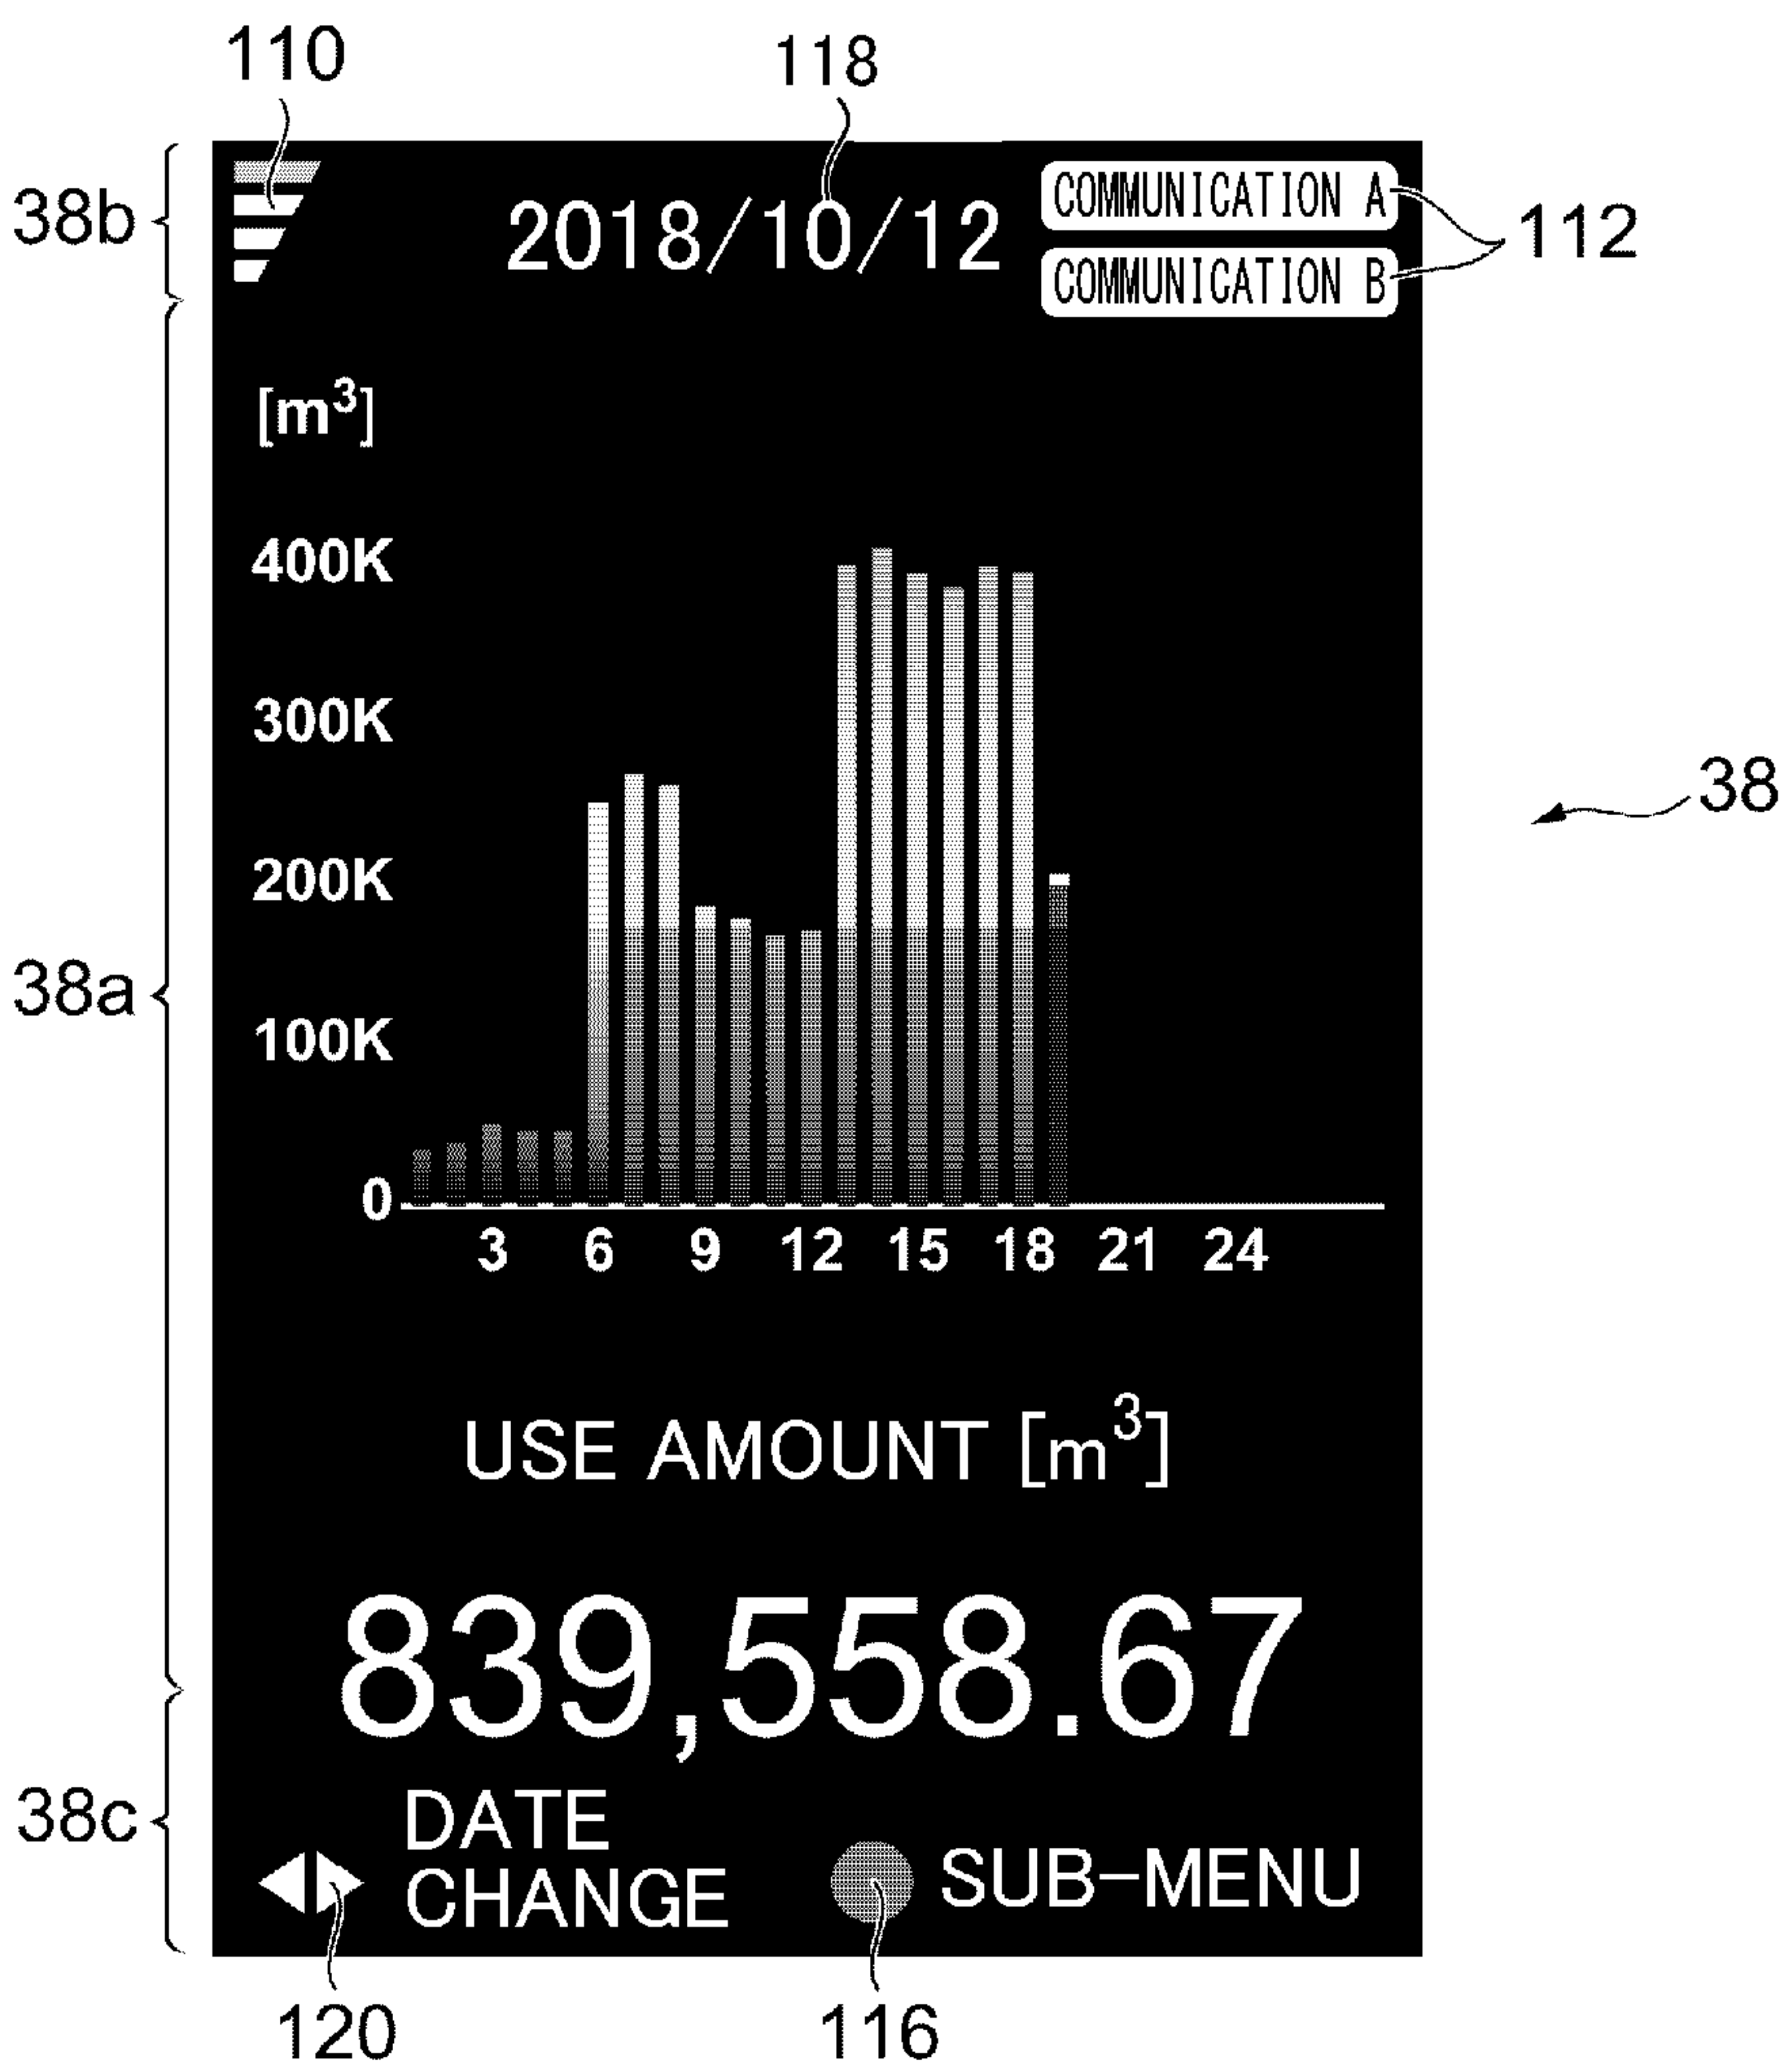 110
118
38b
2018/10/12
COMMUNICATION A
COMMUNICATION B
112
[m³]
400K
300K
38
200K
38a
100K
0
3 6 9 12 15 18 21 24
USE AMOUNT [m³]
839,558.67
38c
DATE
CHANGE
SUB-MENU
120
116